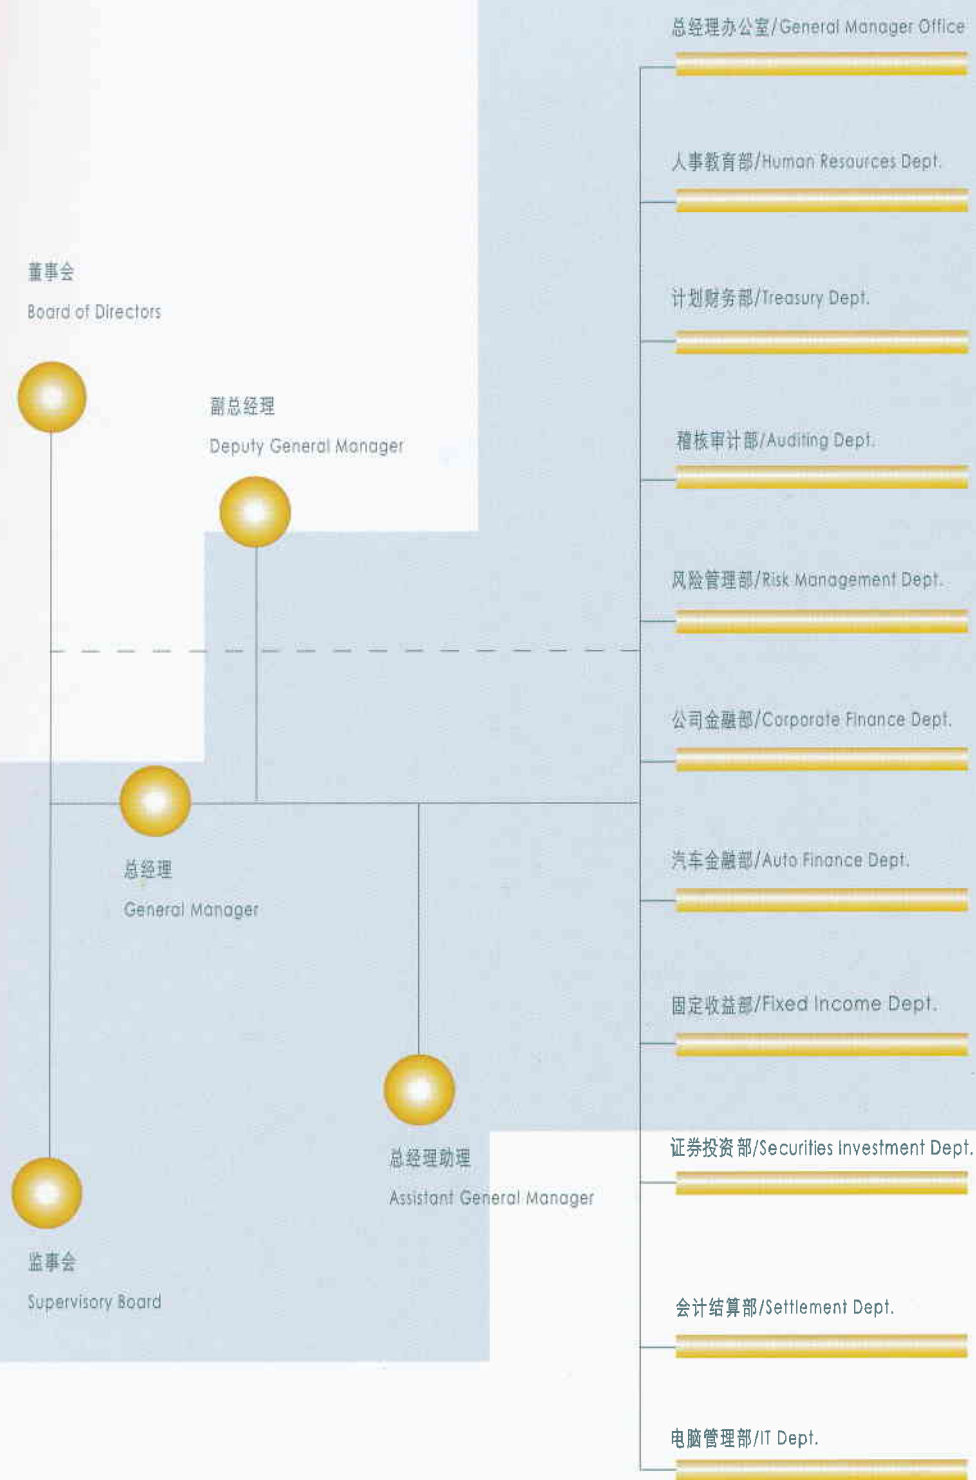 董事会
Board of Directors
副总经理
Deputy General Manager
总经理
General Manager
总经理助理
Assistant General Manager
监事会
Supervisory Board
总经理办公室/General Manager Office
人事教育部/Human Resources Dept.
计划财务部/Treasury Dept.
稽核审计部/Auditing Dept.
风险管理部/Risk Management Dept.
公司金融部/Corporate Finance Dept.
汽车金融部/Auto Finance Dept.
固定收益部/Fixed Income Dept.
证券投资部/Securities Investment Dept.
会计结算部/Settlement Dept.
电脑管理部/IT Dept.